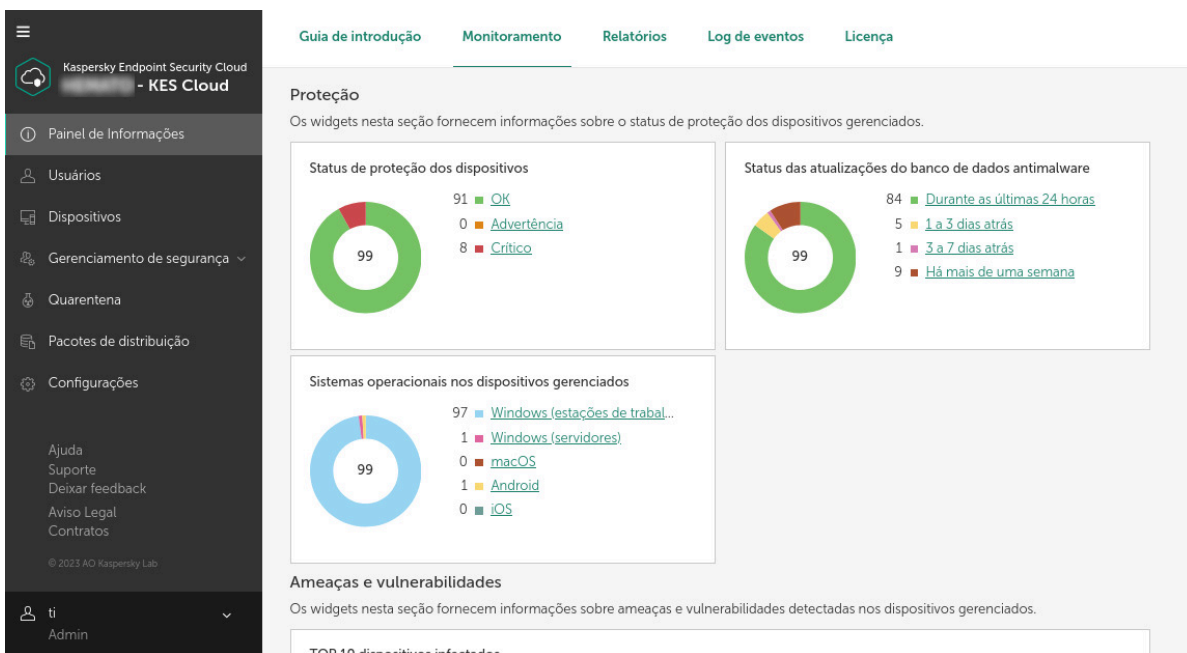 Kaspersky Endpoint Security Cloud
- KES Cloud
Painel de Informações
Usuários
Dispositivos
Gerenciamento de segurança
Quarentena
Pacotes de distribuição
Configurações
Ajuda
Suporte
Deixar feedback
Aviso Legal
Contratos
© 2023 AO Kaspersky Lab
ti
Admin
Guia de introdução Monitoramento Relatórios Log de eventos Licença
Proteção
Os widgets nesta seção fornecem informações sobre o status de proteção dos dispositivos gerenciados.
Status de proteção dos dispositivos
99
91 OK
0 Advertência
8 Crítico
Status das atualizações do banco de dados antimalware
99
84 Durante as últimas 24 horas
5 1 a 3 dias atrás
1 3 a 7 dias atrás
9 Há mais de uma semana
Sistemas operacionais nos dispositivos gerenciados
99
97 Windows (estações de trabal...
1 Windows (servidores)
0 macOS
1 Android
0 iOS
Ameaças e vulnerabilidades
Os widgets nesta seção fornecem informações sobre ameaças e vulnerabilidades detectadas nos dispositivos gerenciados.
TOP 10 dispositivos infectados